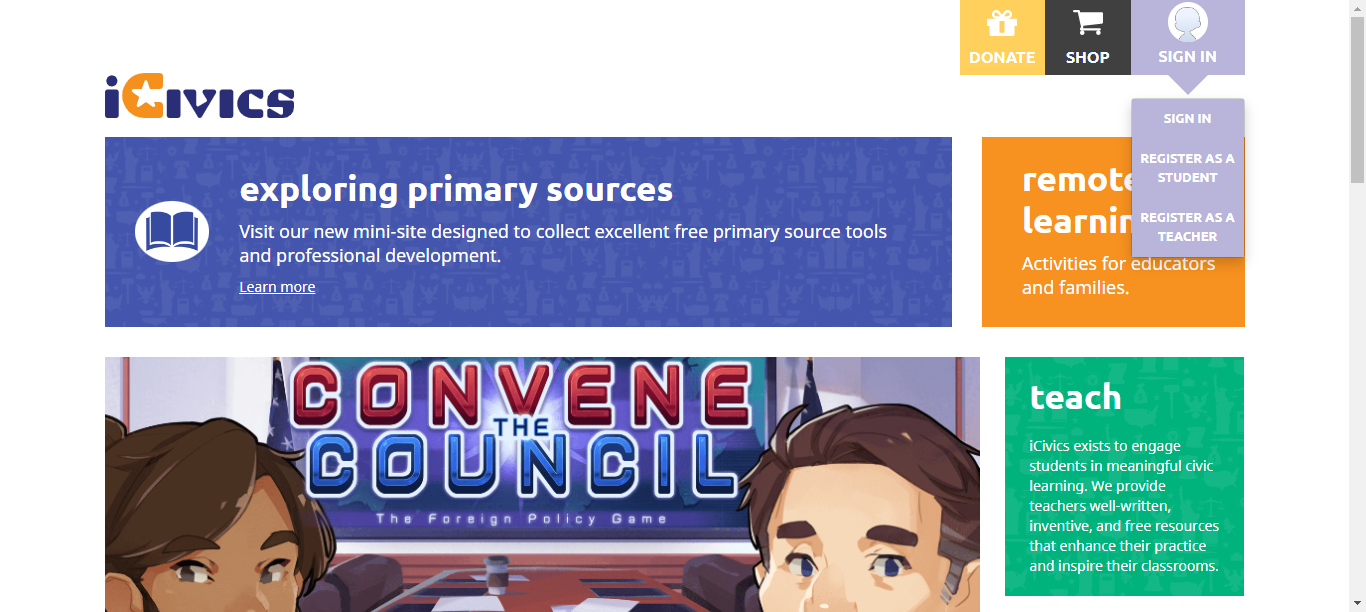 DONATE
SHOP
SIGN IN
iCivics
SIGN IN
REGISTER AS A
STUDENT
REGISTER AS A
TEACHER
exploring primary sources
Visit our new mini-site designed to collect excellent free primary source tools
and professional development.
Learn more
remote
learnin
Activities for educators
and families.
CONVENE
THE
COUNCIL
The Foreign Policy Game
teach
iCivics exists to engage
students in meaningful civic
learning. We provide
teachers well-written,
inventive, and free resources
that enhance their practice
and inspire their classrooms.